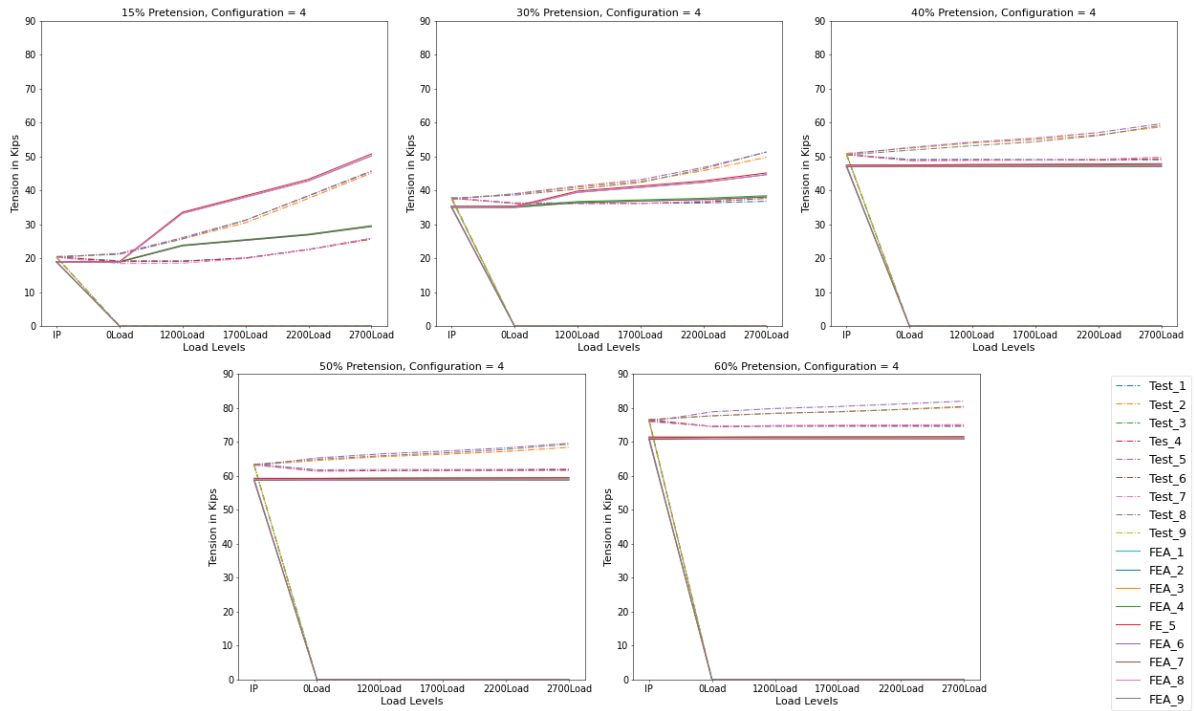 15% Pretension, Configuration = 4
90
80
70
60
50
40
30
20
10
0
Tension in Kips
IP 0Load 1200Load 1700Load 2200Load 2700Load
Load Levels
30% Pretension, Configuration = 4
90
80
70
60
50
40
30
20
10
0
Tension in Kips
IP 0Load 1200Load 1700Load 2200Load 2700Load
Load Levels
40% Pretension, Configuration = 4
90
80
70
60
50
40
30
20
10
0
Tension in Kips
IP 0Load 1200Load 1700Load 2200Load 2700Load
Load Levels
50% Pretension, Configuration = 4
90
80
70
60
50
40
30
20
10
0
Tension in Kips
IP 0Load 1200Load 1700Load 2200Load 2700Load
Load Levels
60% Pretension, Configuration = 4
90
80
70
60
50
40
30
20
10
0
Tension in Kips
IP 0Load 1200Load 1700Load 2200Load 2700Load
Load Levels
Test_1
Test_2
Test_3
Tes_4
Test_5
Test_6
Test_7
Test_8
Test_9
FEA_1
FEA_2
FEA_3
FEA_4
FE_5
FEA_6
FEA_7
FEA_8
FEA_9